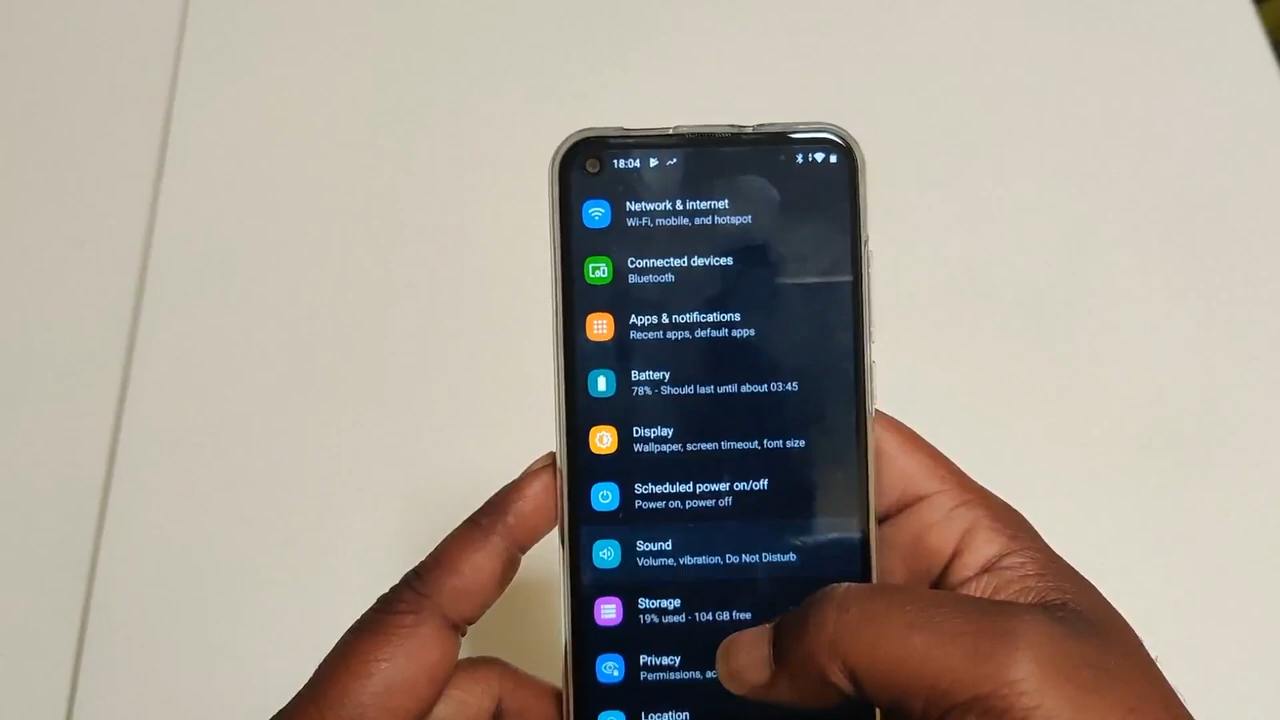 18:04
Network & internet
Wi-Fi, mobile, and hotspot
Connected devices
Bluetooth
Apps & notifications
Recent apps, default apps
Battery
78% - Should last until about 03:45
Display
Wallpaper, screen timeout, font size
Scheduled power on/off
Power on, power off
Sound
Volume, vibration, Do Not Disturb
Storage
19% used - 104 GB free
Privacy
Permissions,
Location